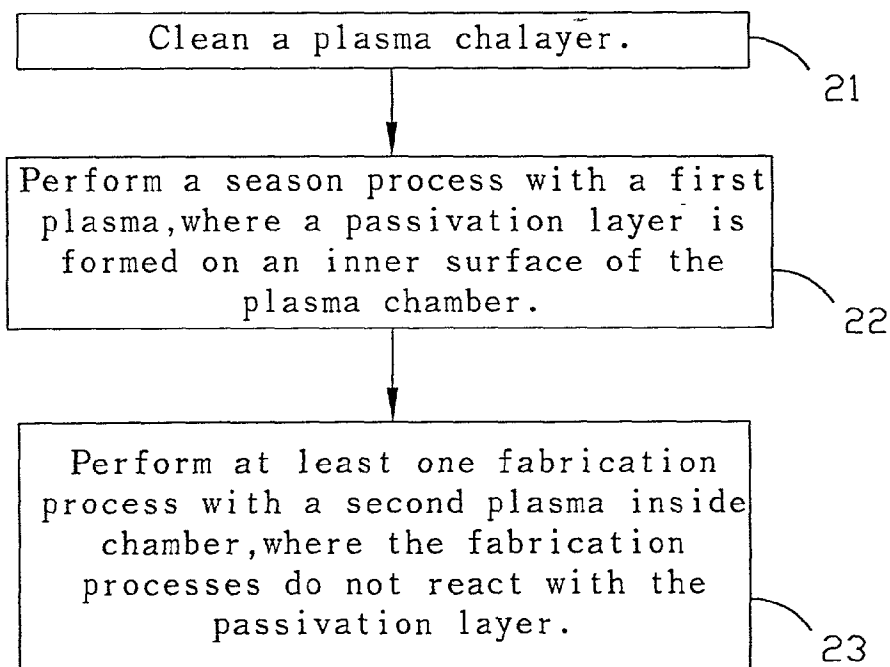 Clean a plasma chalayer.
21
Perform a season process with a first
plasma,where a passivation layer is
formed on an inner surface of the
plasma chamber.
22
Perform at least one fabrication
process with a second plasma inside
chamber,where the fabrication
processes do not react with the
passivation layer.
23